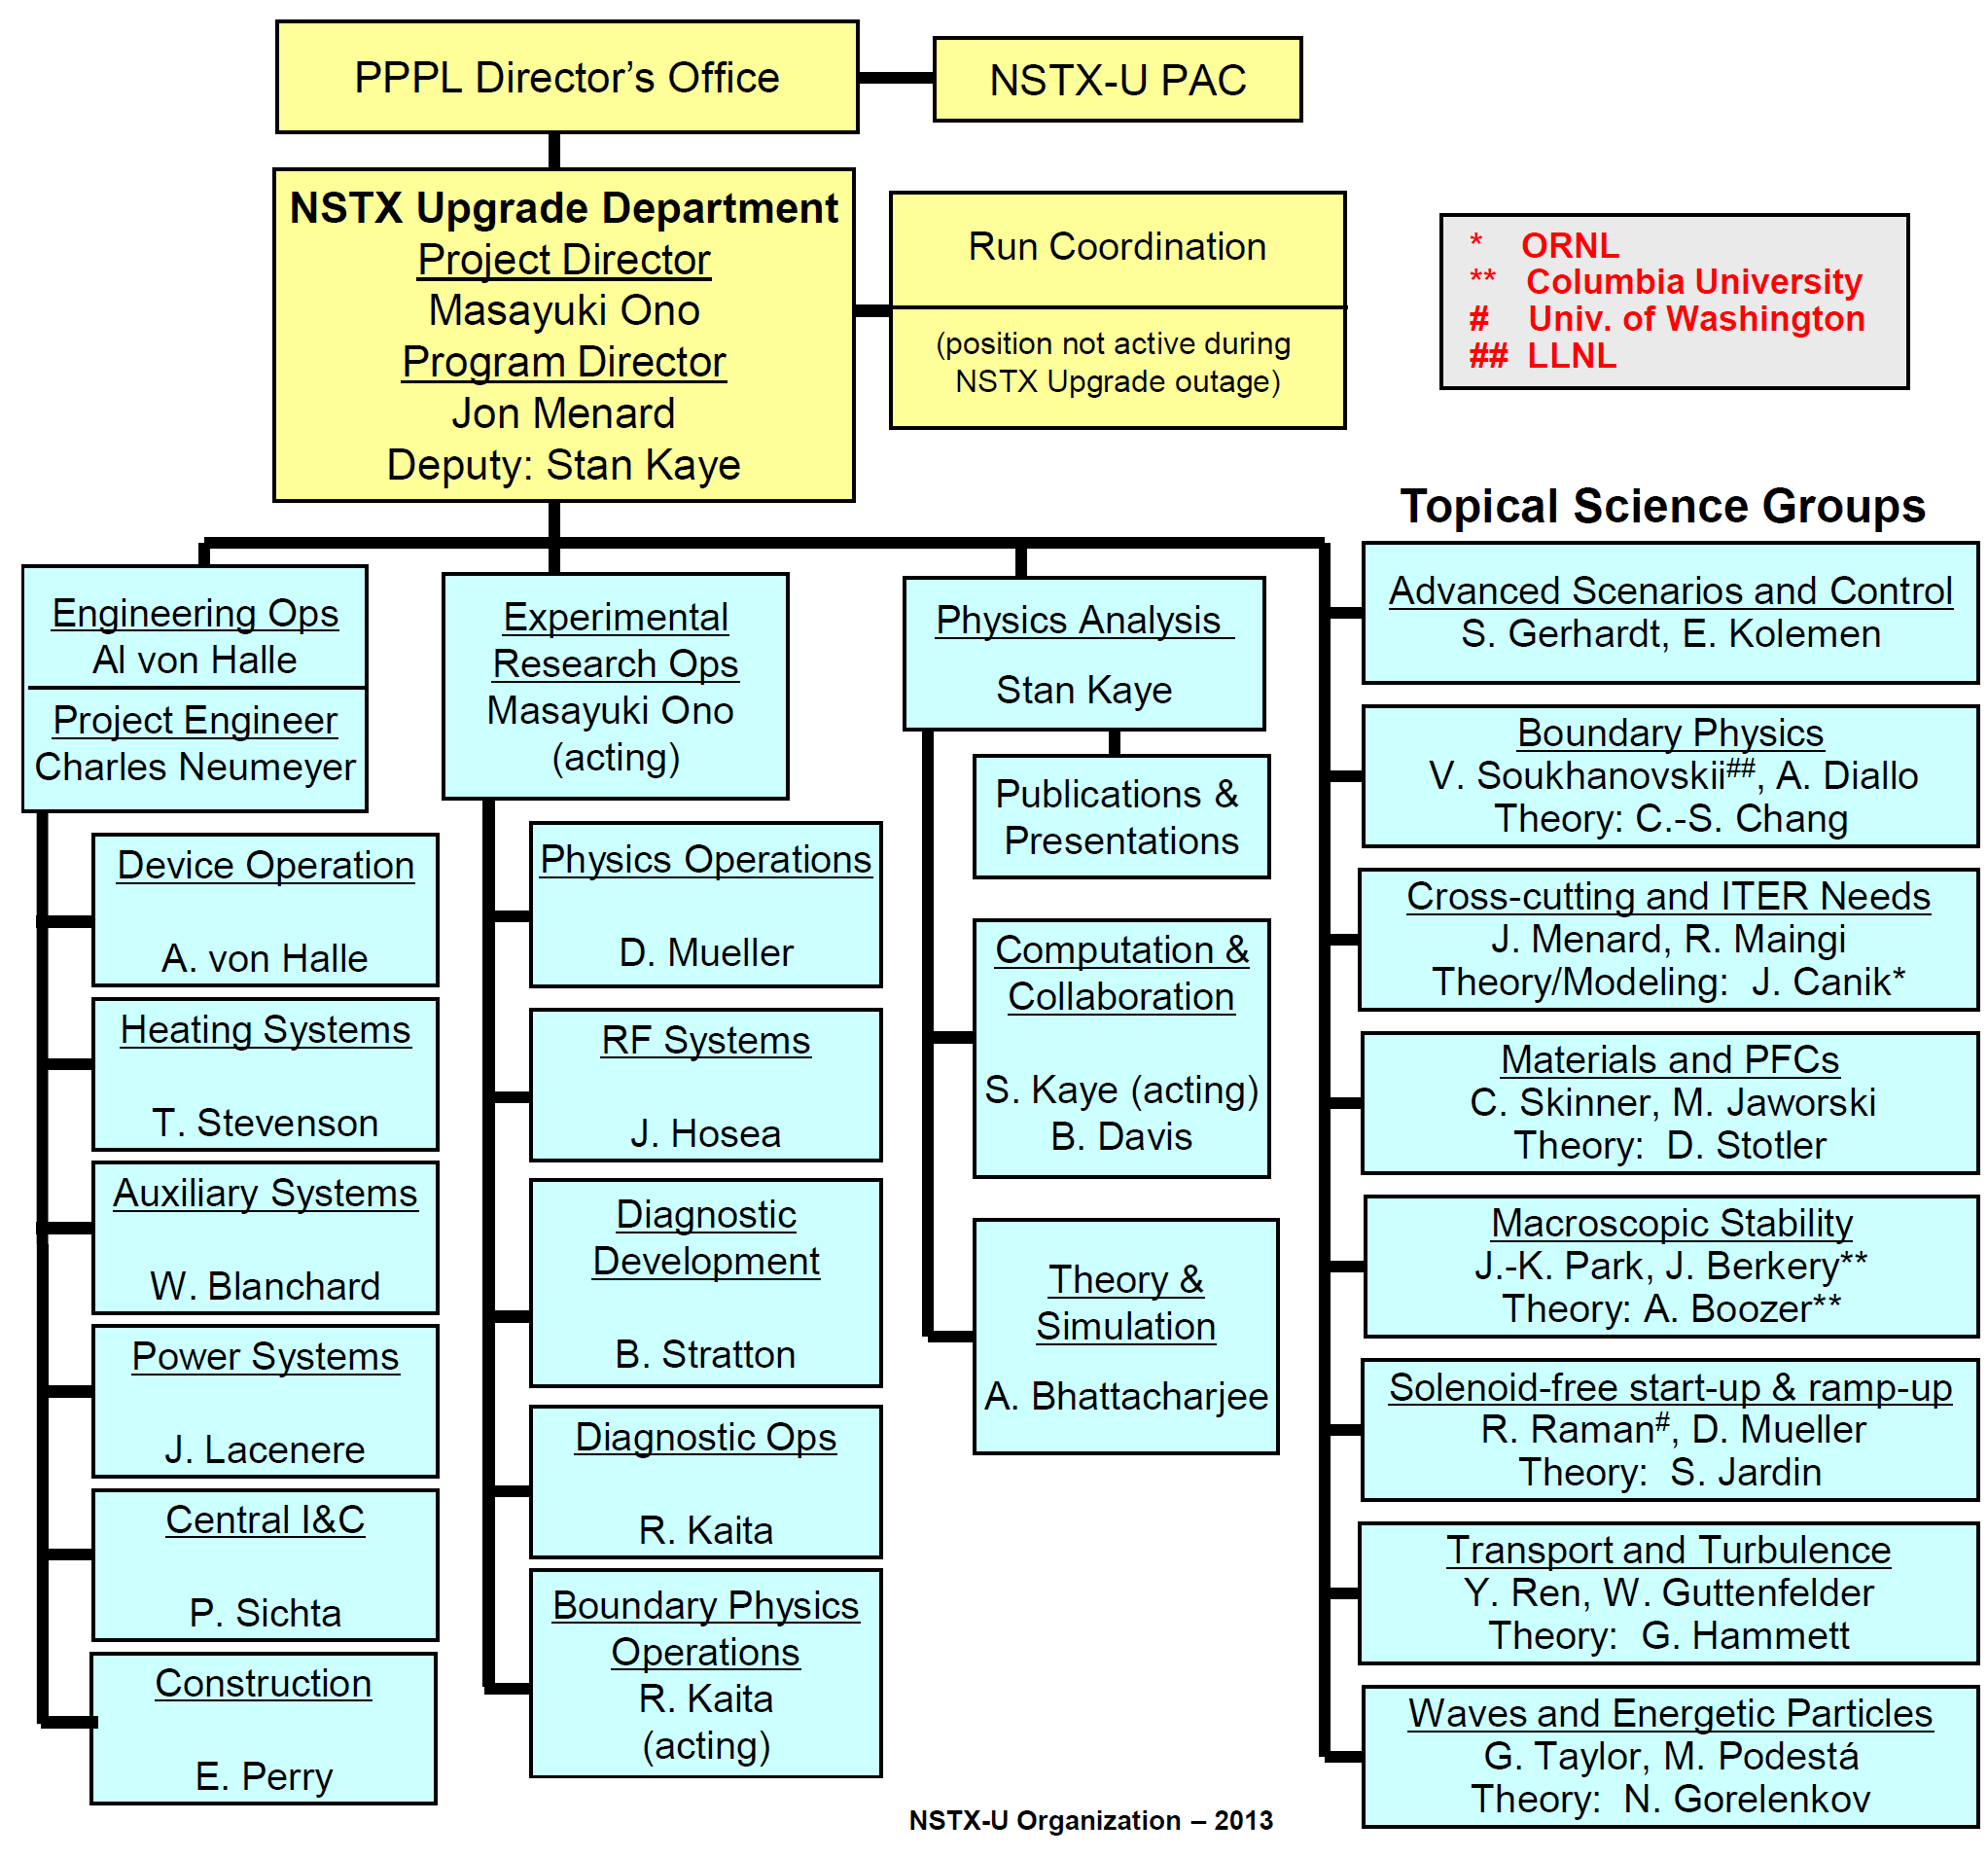 PPPL Director’s Office
NSTX-U PAC
NSTX Upgrade Department
Project Director
Masayuki Ono
Program Director
Jon Menard
Deputy: Stan Kaye
Run Coordination
(position not active during
NSTX Upgrade outage)
* ORNL
** Columbia University
# Univ. of Washington
## LLNL
Engineering Ops
Al von Halle
Project Engineer
Charles Neumeyer
Device Operation
A. von Halle
Heating Systems
T. Stevenson
Auxiliary Systems
W. Blanchard
Power Systems
J. Lacenere
Central I&C
P. Sichta
Construction
E. Perry
Experimental
Research Ops
Masayuki Ono
(acting)
Physics Operations
D. Mueller
RF Systems
J. Hosea
Diagnostic
Development
B. Stratton
Diagnostic Ops
R. Kaita
Boundary Physics
Operations
R. Kaita
(acting)
Physics Analysis
Stan Kaye
Publications &
Presentations
Computation &
Collaboration
S. Kaye (acting)
B. Davis
Theory &
Simulation
A. Bhattacharjee
Topical Science Groups
Advanced Scenarios and Control
S. Gerhardt, E. Kolemen
Boundary Physics
V. Soukhanovskii##, A. Diallo
Theory: C.-S. Chang
Cross-cutting and ITER Needs
J. Menard, R. Maingi
Theory/Modeling: J. Canik*
Materials and PFCs
C. Skinner, M. Jaworski
Theory: D. Stotler
Macroscopic Stability
J.-K. Park, J. Berkery**
Theory: A. Boozer**
Solenoid-free start-up & ramp-up
R. Raman#, D. Mueller
Theory: S. Jardin
Transport and Turbulence
Y. Ren, W. Guttenfelder
Theory: G. Hammett
Waves and Energetic Particles
G. Taylor, M. Podestá
Theory: N. Gorelenkov
NSTX-U Organization – 2013